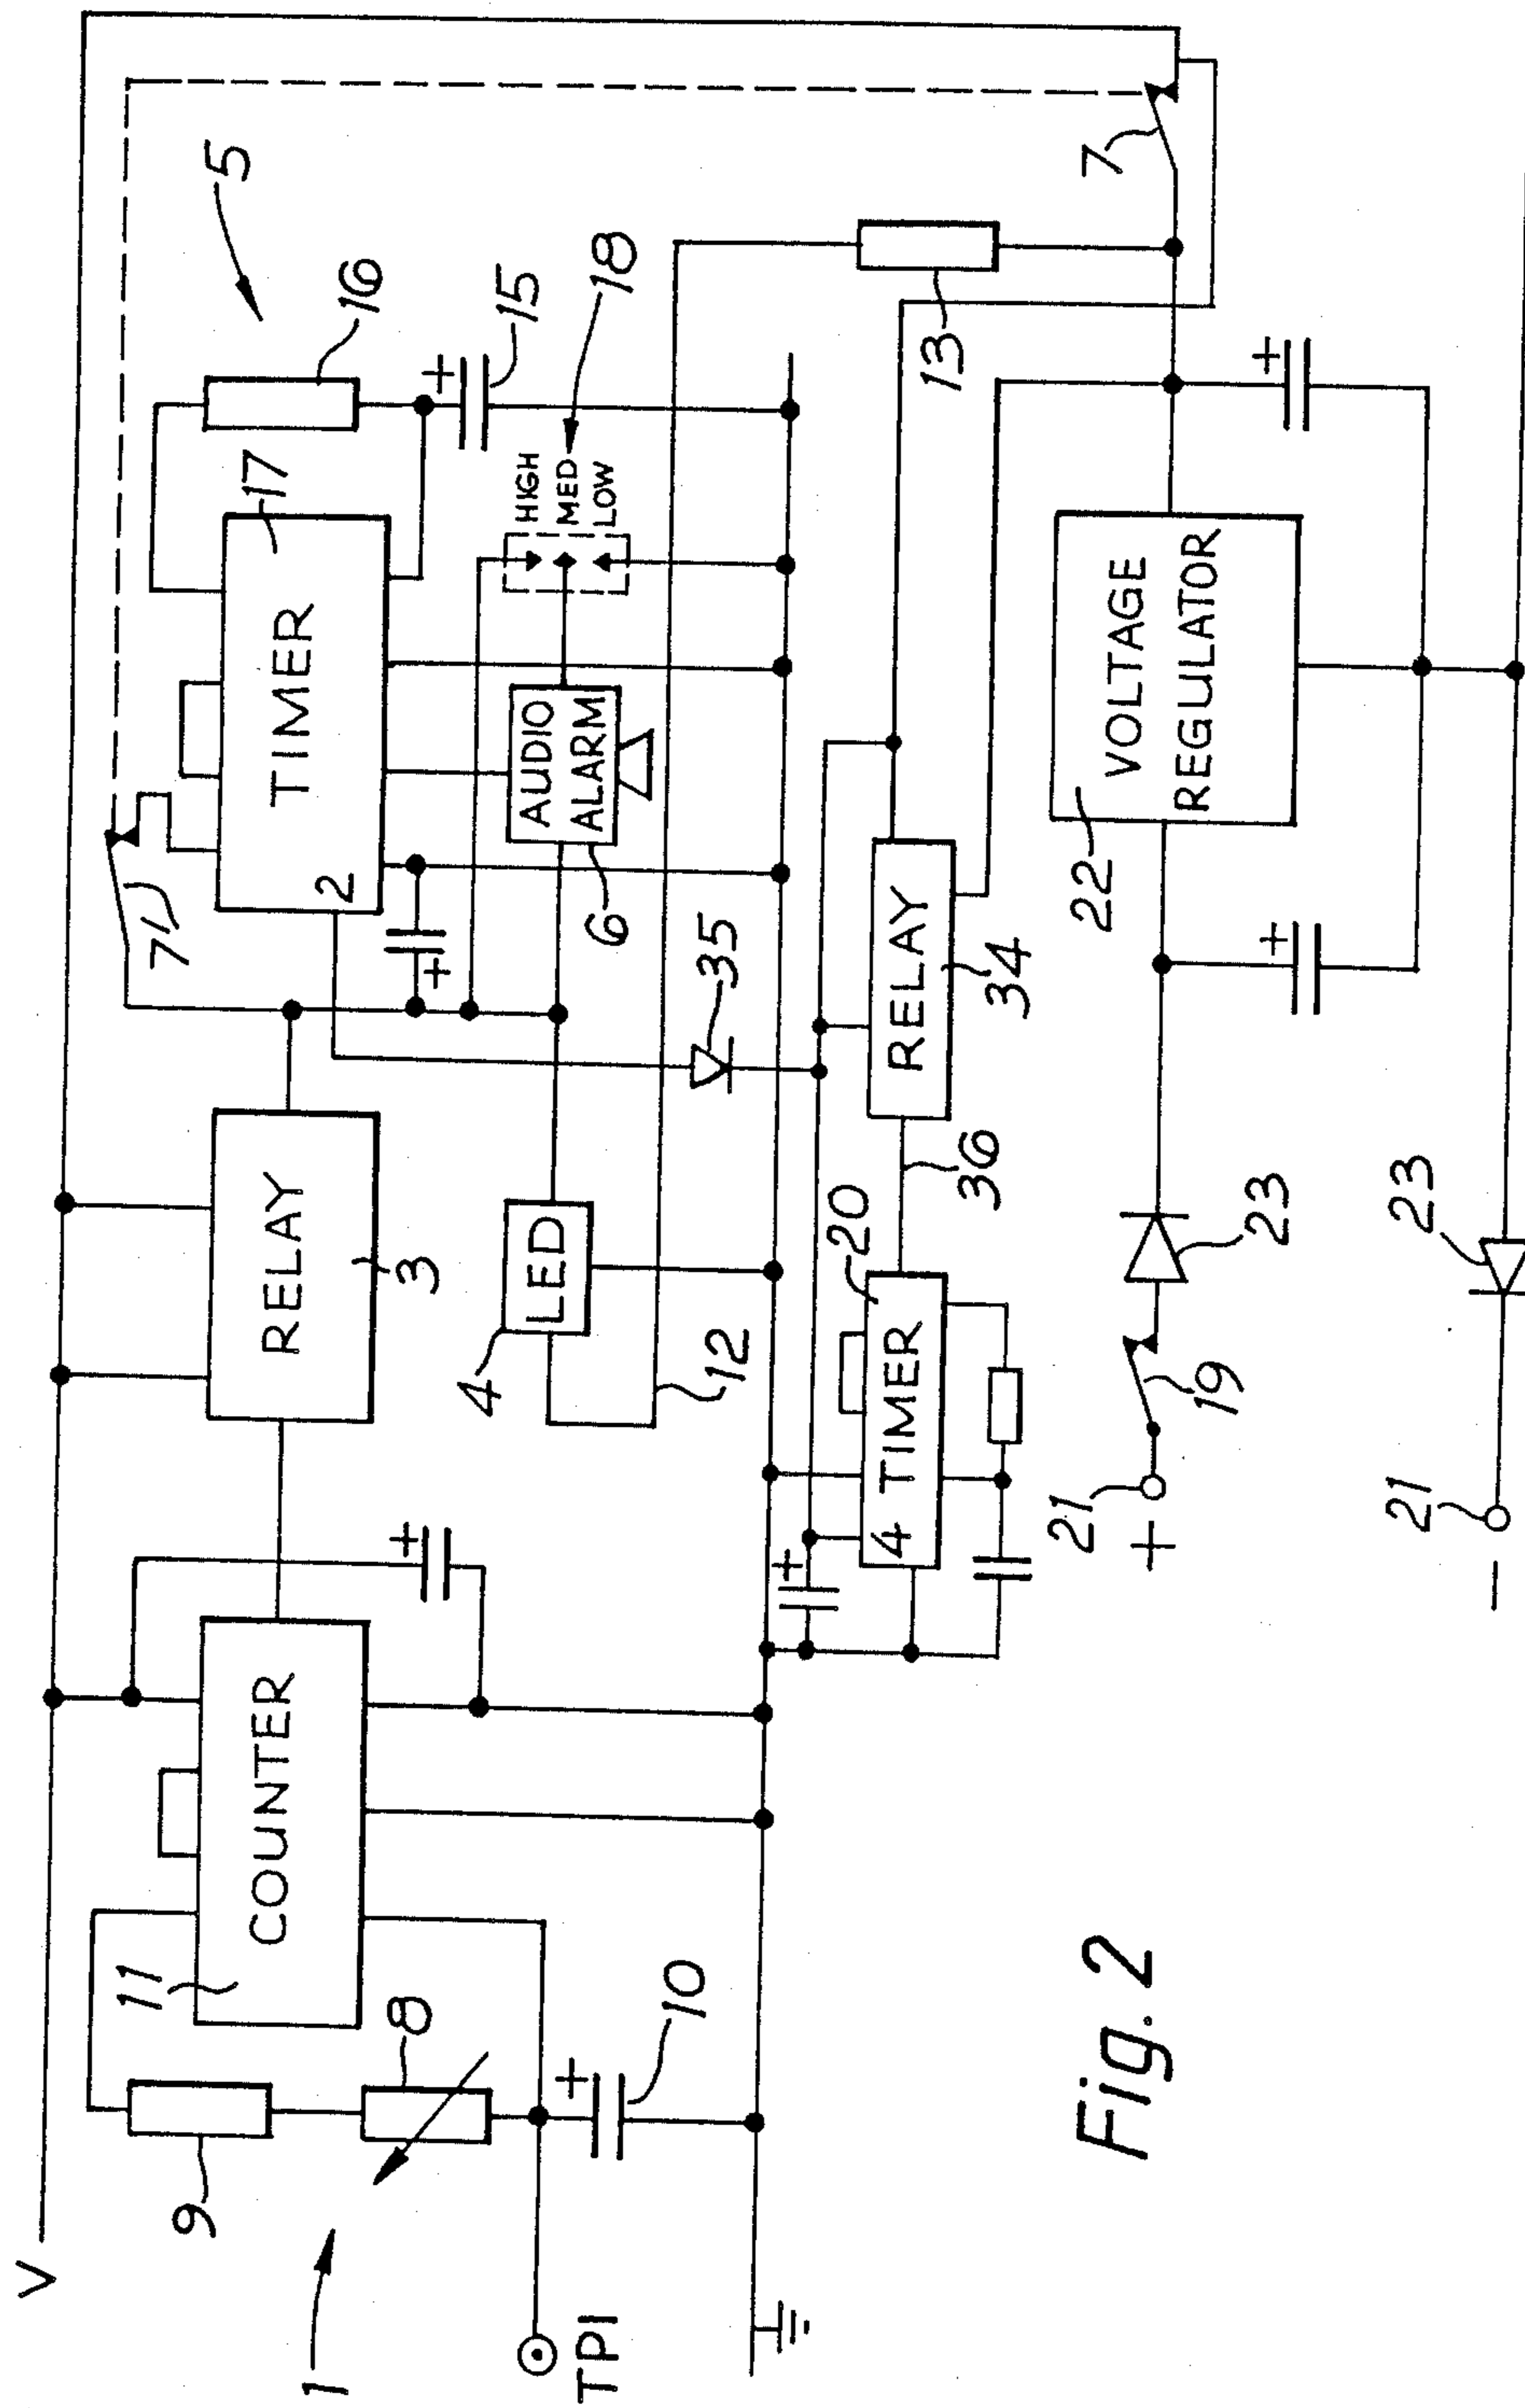 V
1
TP1
9
8
10
11
COUNTER
+
+
RELAY
3
LED
4
12
7
TIMER
17
2
+
16
+
15
5
AUDIO
ALARM
6
HIGH
MED
LOW
18
35
13
7
TIMER
20
4
+
36
RELAY
34
VOLTAGE
REGULATOR
22
+
+
23
19
21
+
23
21
−
Fig. 2